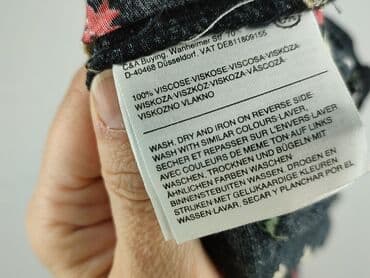 C&A
C&A Buying, Wanheimer Str. 70
D-40468 Düsseldorf. VAT DE811809155
100% VISCOSE-VISKOSE-VISCOSA-VISKÓZA
WISKOZA-VISZKÓZ-VISKOZA-VÂSCOZĂ
VISKOZNO VLAKNO
WASH, DRY AND IRON ON REVERSE SIDE.
WASH WITH SIMILAR COLOURS-LAVER,
SECHER ET REPASSER SUR L'ENVERS LAVER
AVEC COULEURS DE MEME TON-AUF LINKS
WASCHEN, TROCKNEN UND BÜGELN MIT
ÄHNLICHEN FARBEN WASCHEN
BINNENSTEBUITEN WASSEN, DROGEN EN
STRIJKEN MET GELIJKAARDIGE KLEUREN
WASSEN LAVAR, SECAR Y PLANCHAR POR EL